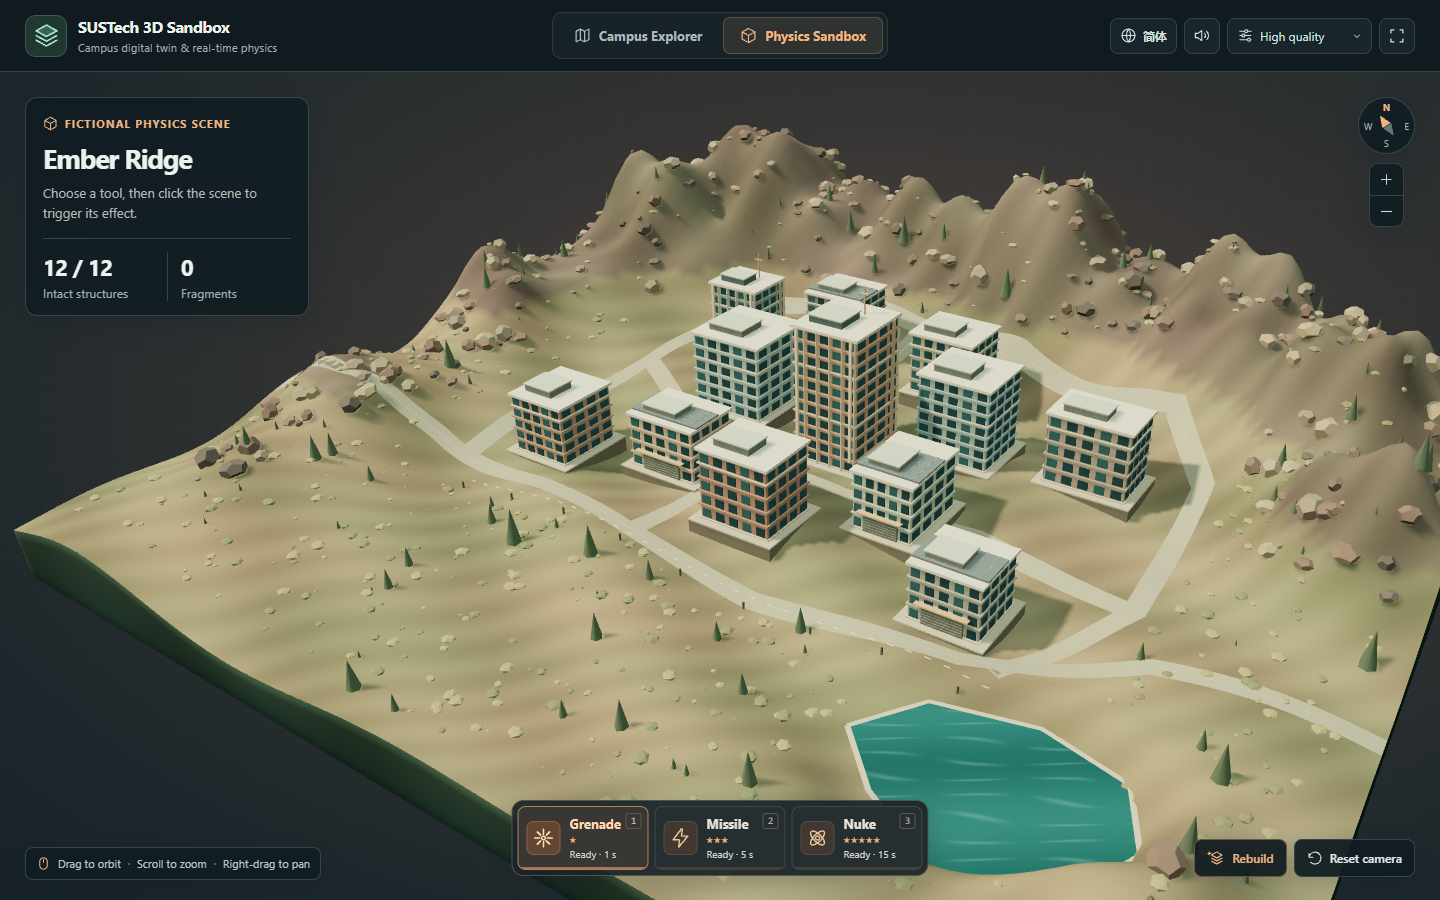 SUSTech 3D Sandbox
Campus digital twin & real-time physics
Campus Explorer
Physics Sandbox
简体
High quality
FICTIONAL PHYSICS SCENE
Ember Ridge
Choose a tool, then click the scene to
trigger its effect.
12 / 12
Intact structures
0
Fragments
N
W E
S
+
−
Grenade 1
★
Ready · 1 s
Missile 2
★★★
Ready · 5 s
Nuke 3
★★★★★
Ready · 15 s
Drag to orbit · Scroll to zoom · Right-drag to pan
Rebuild
Reset camera